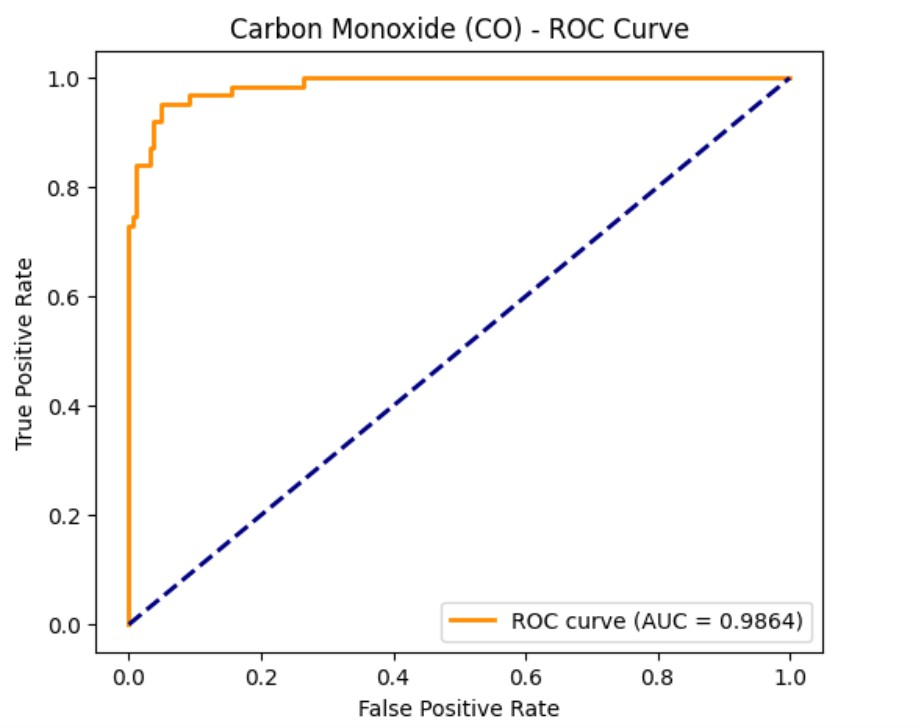 Carbon Monoxide (CO) - ROC Curve
True Positive Rate
1.0
0.8
0.6
0.4
0.2
0.0
ROC curve (AUC = 0.9864)
0.0 0.2 0.4 0.6 0.8 1.0
False Positive Rate